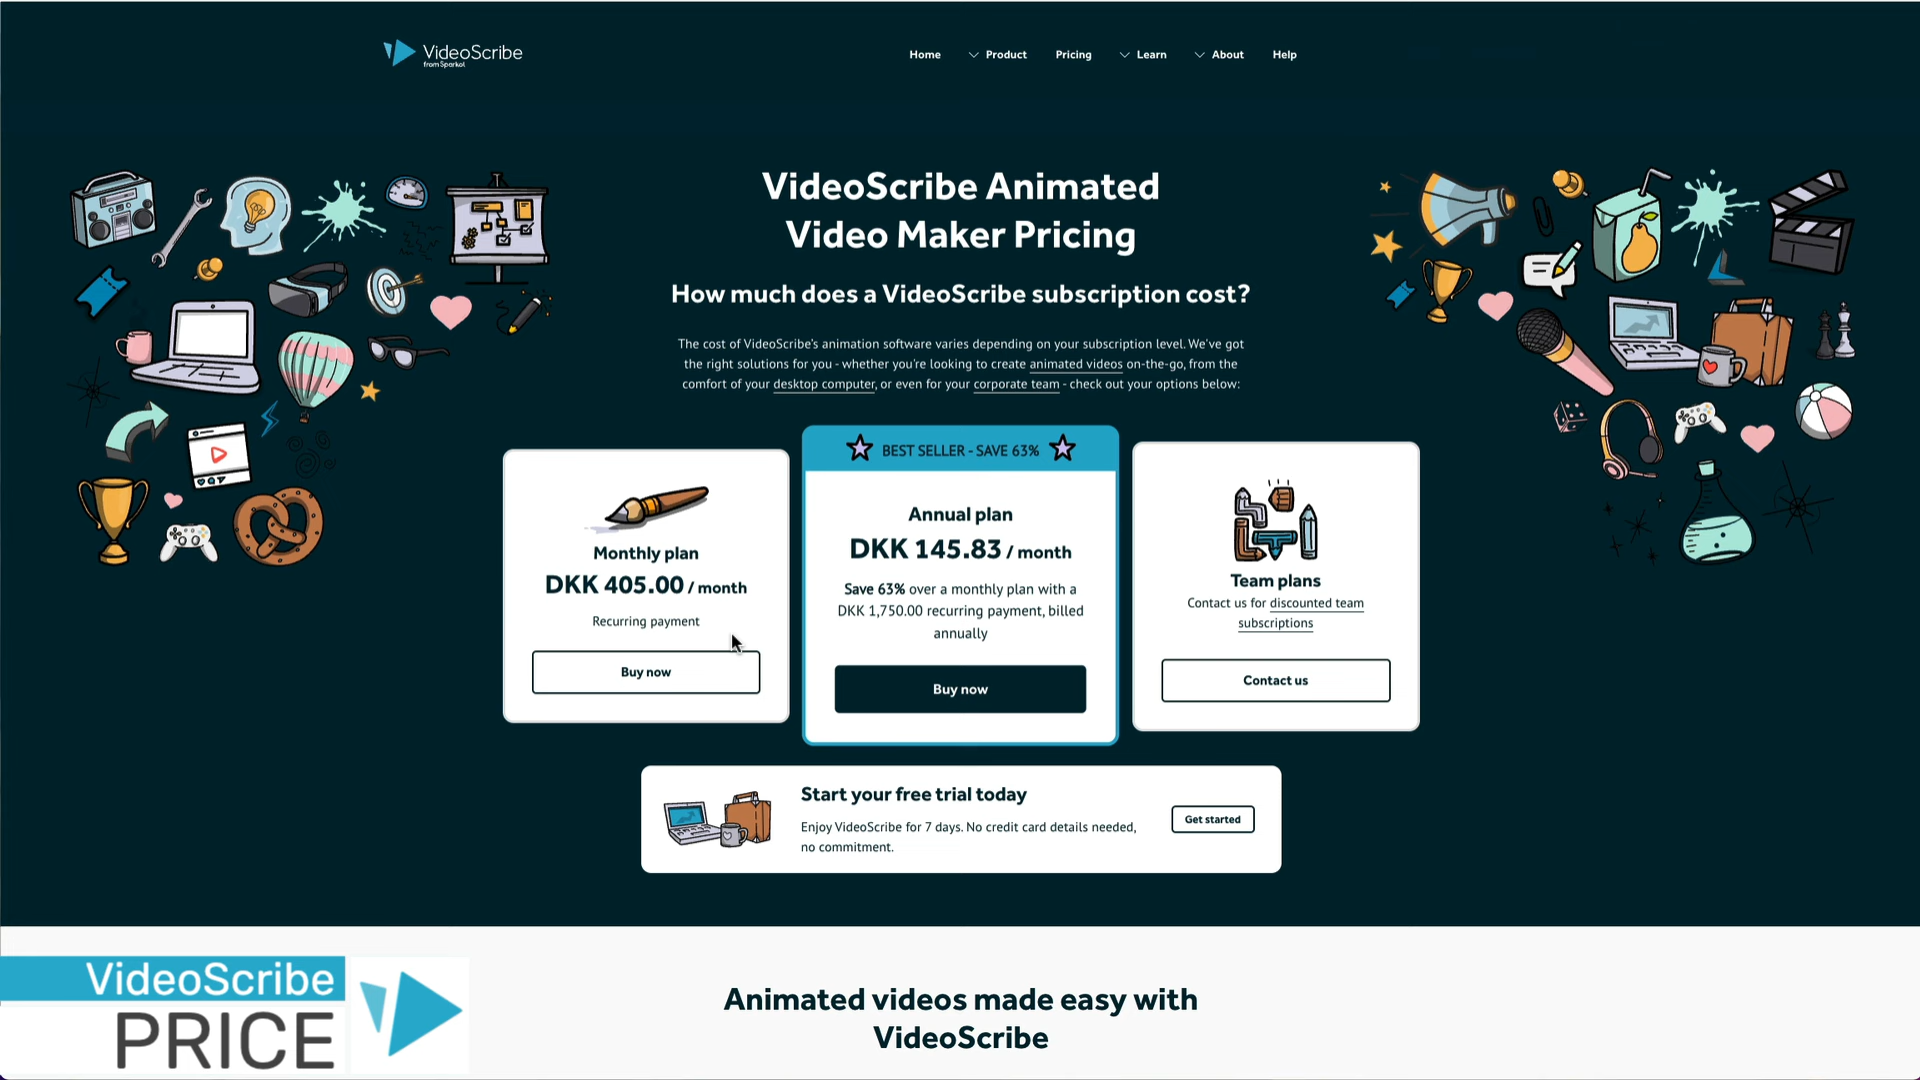 VideoScribe
from Sparkol
Home
Product
Pricing
Learn
About
Help
VideoScribe Animated
Video Maker Pricing
How much does a VideoScribe subscription cost?
The cost of VideoScribe's animation software varies depending on your subscription level. We've got
the right solutions for you - whether you're looking to create animated videos on-the-go, from the
comfort of your desktop computer, or even for your corporate team - check out your options below:
Monthly plan
DKK 405.00 / month
Recurring payment
Buy now
BEST SELLER - SAVE 63%
Annual plan
DKK 145.83 / month
Save 63% over a monthly plan with a
DKK 1,750.00 recurring payment, billed
annually
Buy now
Team plans
Contact us for discounted team
subscriptions
Contact us
Start your free trial today
Enjoy VideoScribe for 7 days. No credit card details needed,
no commitment.
Get started
Animated videos made easy with
VideoScribe
VideoScribe
PRICE